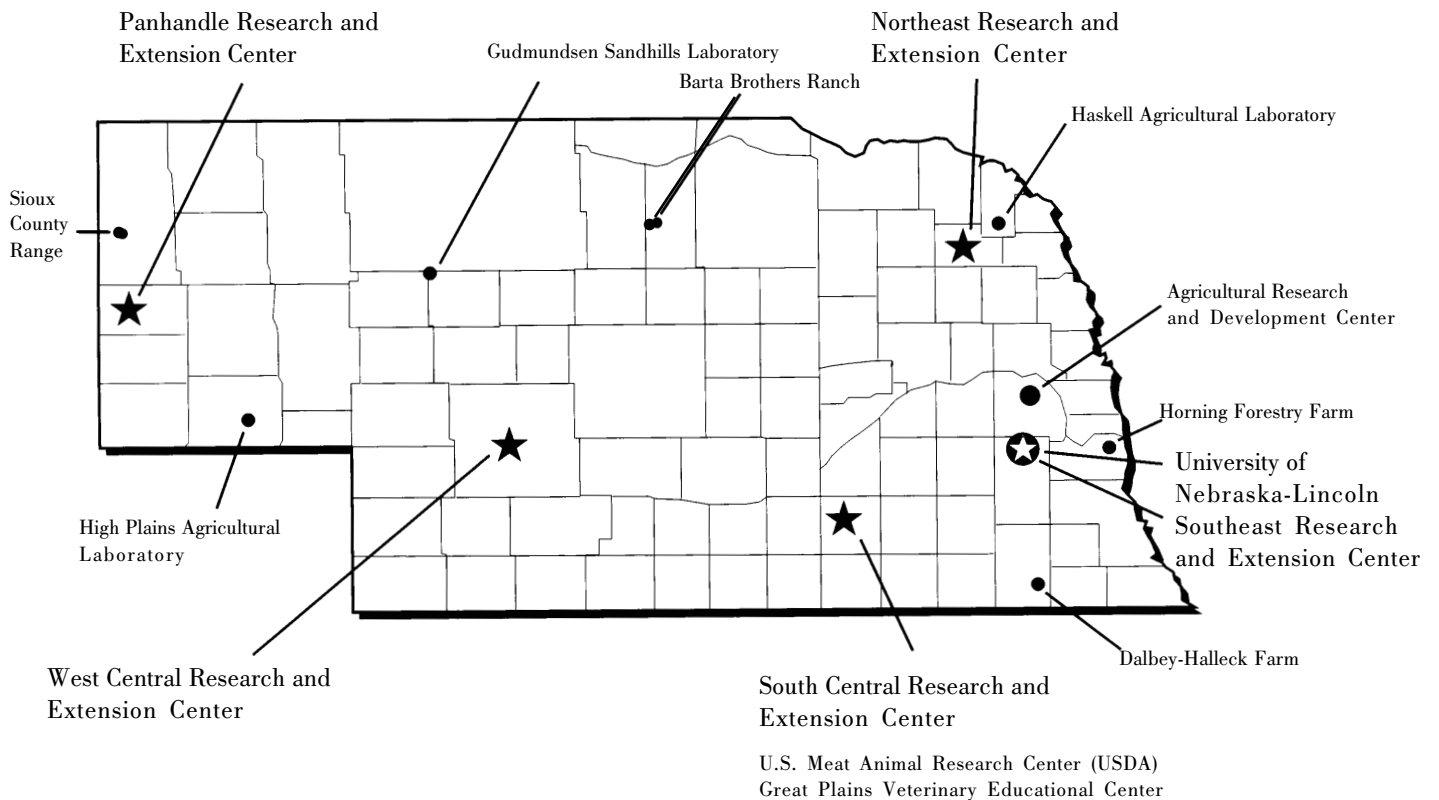 Panhandle Research and
Extension Center
Gudmundsen Sandhills Laboratory
Barta Brothers Ranch
Northeast Research and
Extension Center
Haskell Agricultural Laboratory
Sioux
County
Range
Agricultural Research
and Development Center
Horning Forestry Farm
University of
Nebraska-Lincoln
Southeast Research
and Extension Center
High Plains Agricultural
Laboratory
Dalbey-Halleck Farm
West Central Research and
Extension Center
South Central Research and
Extension Center
U.S. Meat Animal Research Center (USDA)
Great Plains Veterinary Educational Center